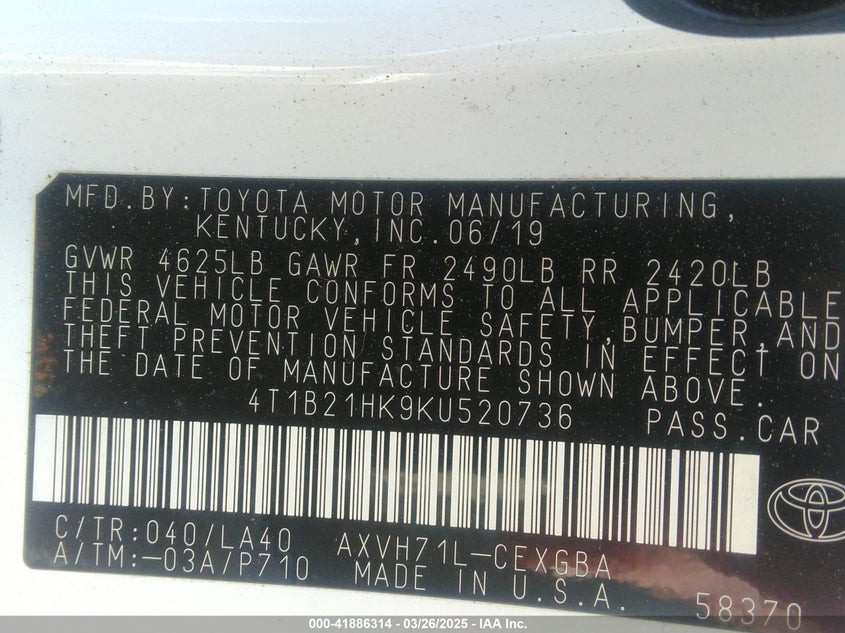 MFD.BY:TOYOTA MOTOR MANUFACTURING,
KENTUCKY,INC.06/19
GVWR 4625LB GAWR FR 2490LB RR 2420LB
THIS VEHICLE CONFORMS TO ALL APPLICABLE
FEDERAL MOTOR VEHICLE SAFETY,BUMPER,AND
THEFT PREVENTION STANDARDS IN EFFECT ON
THE DATE OF MANUFACTURE SHOWN ABOVE.
4T1B21HK9KU520736 PASS.CAR
C/TR:040/LA40 AXVH71L-CEXGBA
A/TM:-03A/P710 MADE IN U.S.A. 58370
000-41886314 - 03/26/2025 - IAA Inc.